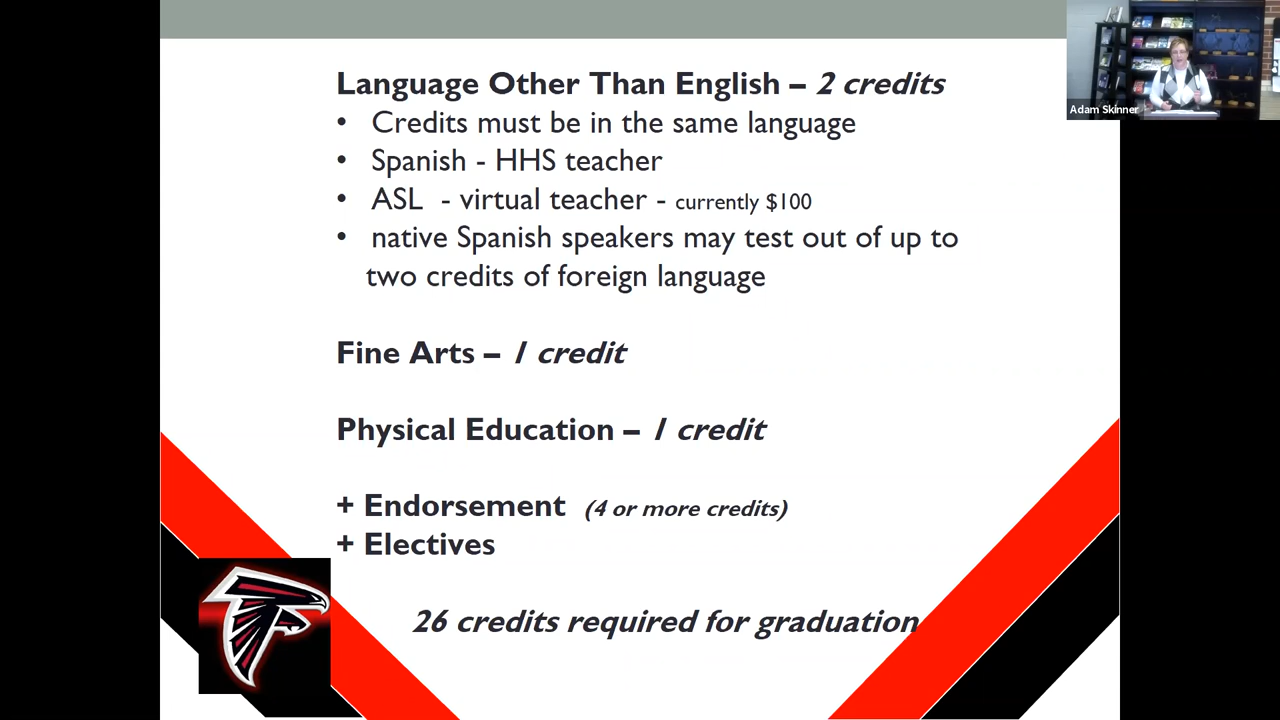 Language Other Than English – 2 credits
• Credits must be in the same language
• Spanish - HHS teacher
• ASL - virtual teacher - currently $100
• native Spanish speakers may test out of up to
two credits of foreign language
Fine Arts – 1 credit
Physical Education – 1 credit
+ Endorsement (4 or more credits)
+ Electives
26 credits required for graduation
Adam Skinner